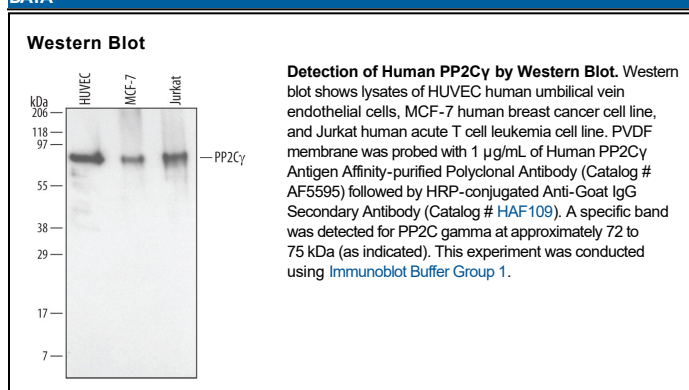 DATA
Western Blot
HUVEC
MCF-7
Jurkat
kDa
206
118
97
PP2Cγ
55
38
29
17
7
Detection of Human PP2Cγ by Western Blot. Western
blot shows lysates of HUVEC human umbilical vein
endothelial cells, MCF-7 human breast cancer cell line,
and Jurkat human acute T cell leukemia cell line. PVDF
membrane was probed with 1 µg/mL of Human PP2Cγ
Antigen Affinity-purified Polyclonal Antibody (Catalog #
AF5595) followed by HRP-conjugated Anti-Goat IgG
Secondary Antibody (Catalog # HAF109). A specific band
was detected for PP2C gamma at approximately 72 to
75 kDa (as indicated). This experiment was conducted
using Immunoblot Buffer Group 1.